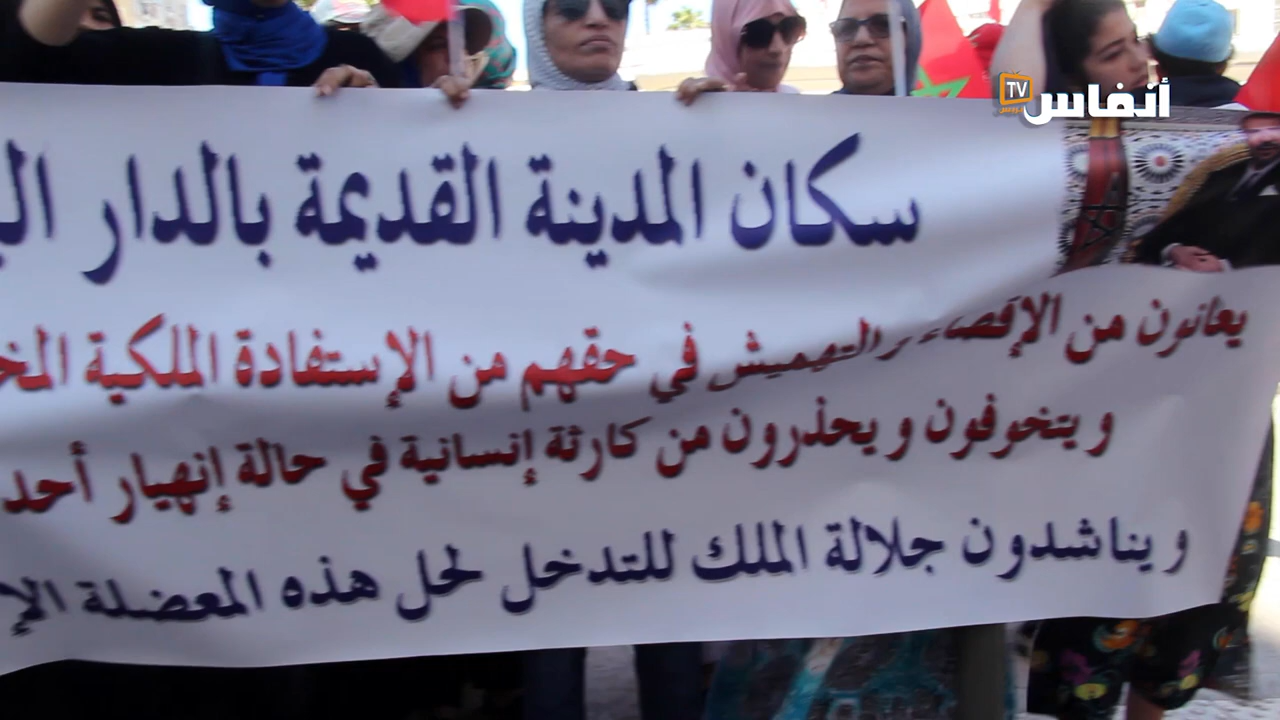 أنفاس TV
سكان المدينة القديمة بالدار
يعانون من الإقصاء والتهميش في حقهم من الإستفادة الملكية
ويتخوفون ويحذرون من كارثة إنسانية في حالة إنهيار
ويناشدون جلالة الملك للتدخل لحل هذه المعضلة